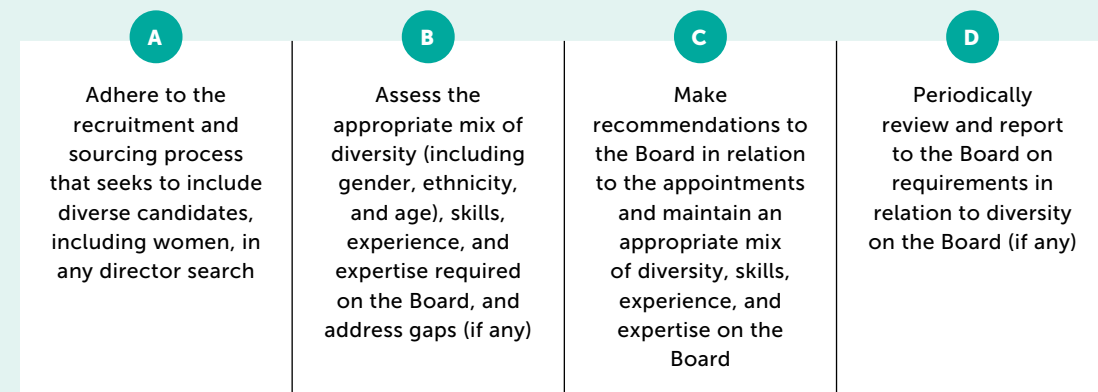 A
Adhere to the
recruitment and
sourcing process
that seeks to include
diverse candidates,
including women, in
any director search
B
Assess the
appropriate mix of
diversity (including
gender, ethnicity,
and age), skills,
experience, and
expertise required
on the Board, and
address gaps (if any)
C
Make
recommendations to
the Board in relation
to the appointments
and maintain an
appropriate mix
of diversity, skills,
experience, and
expertise on the
Board
D
Periodically
review and report
to the Board on
requirements in
relation to diversity
on the Board (if any)